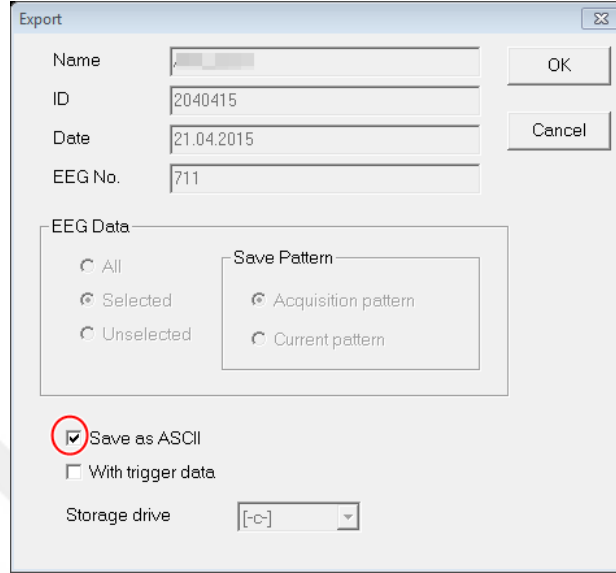 Export
Name
OK
ID 2040415
Date 21.04.2015
Cancel
EEG No. 711
EEG Data
All
Save Pattern
Selected
Acquisition pattern
Unselected
Current pattern
Save as ASCII
With trigger data
Storage drive [-c-]